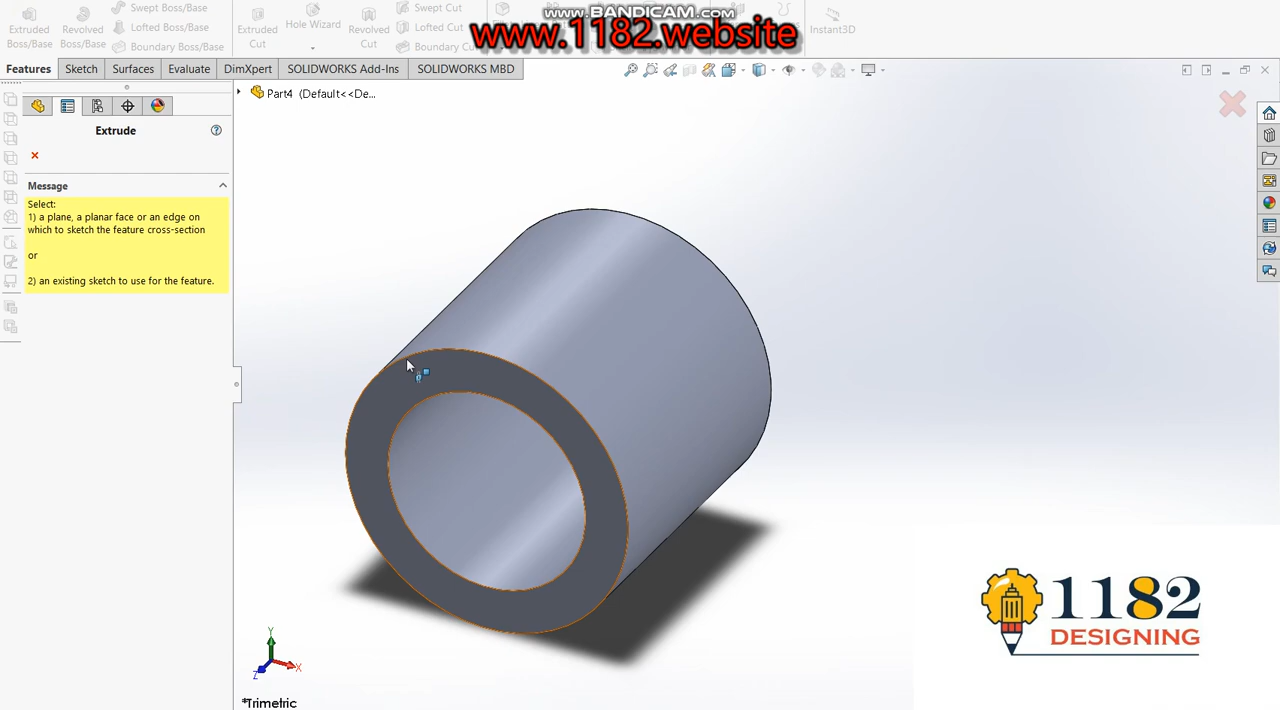 www.BANDICAM.com
www.1182.website
Extruded
Boss/Base
Revolved
Boss/Base
Swept Boss/Base
Lofted Boss/Base
Boundary Boss/Base
Extruded
Cut
Hole Wizard
Revolved
Cut
Lofted Cut
Boundary Cu
Instant3D
Features
Sketch
Surfaces
Evaluate
DimXpert
SOLIDWORKS Add-Ins
SOLIDWORKS MBD
Part4 (Default<<De...
Extrude
Message
Select:
1) a plane, a planar face or an edge on
which to sketch the feature cross-section
or
2) an existing sketch to use for the feature.
Y
X
Z
*Trimetric
1182
DESIGNING